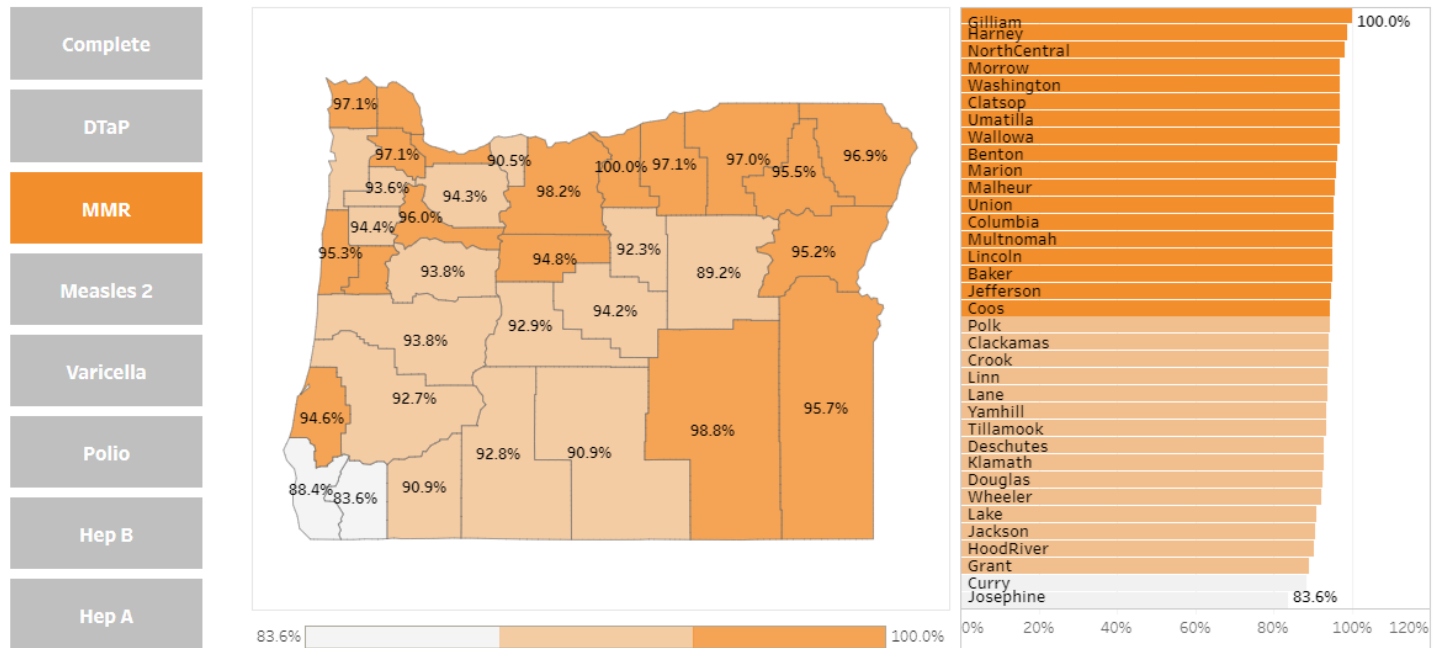 Complete
DTaP
MMR
Measles 2
Varicella
Polio
Hep B
Hep A
97.1%
97.1%
90.5%
100.0%
97.1%
97.0%
95.5%
96.9%
93.6%
94.3%
98.2%
94.4%
96.0%
95.3%
93.8%
94.8%
92.3%
89.2%
95.2%
93.8%
92.9%
94.2%
94.6%
92.7%
92.8%
90.9%
98.8%
95.7%
88.4%
83.6%
90.9%
83.6%
100.0%
Gilliam
100.0%
Harney
NorthCentral
Morrow
Washington
Clatsop
Umatilla
Wallowa
Benton
Marion
Malheur
Union
Columbia
Multnomah
Lincoln
Baker
Jefferson
Coos
Polk
Clackamas
Crook
Linn
Lane
Yamhill
Tillamook
Deschutes
Klamath
Douglas
Wheeler
Lake
Jackson
HoodRiver
Grant
Curry
Josephine
83.6%
0% 20% 40% 60% 80% 100% 120%